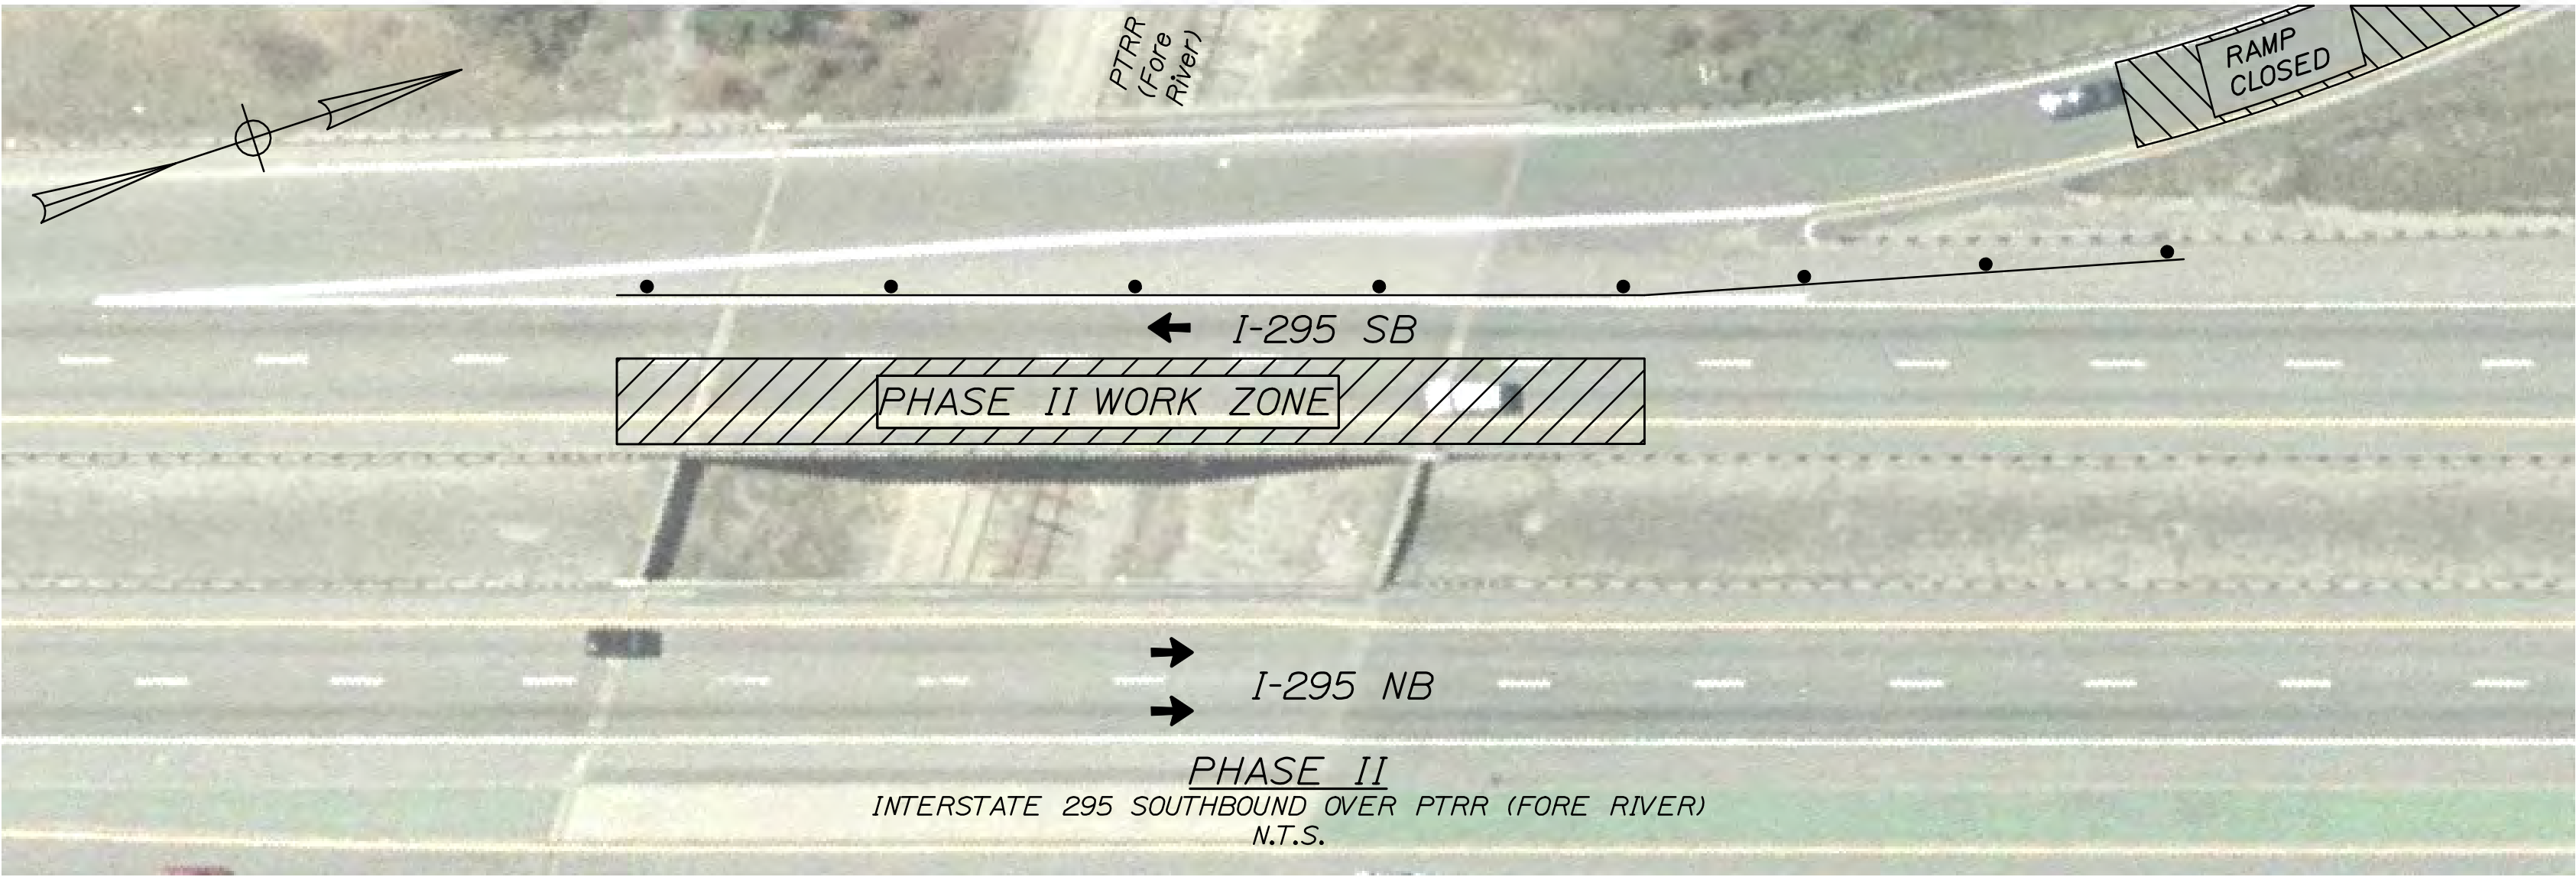 PTRR
(Fore
River)
RAMP
CLOSED
I-295 SB
PHASE II WORK ZONE
I-295 NB
PHASE II
INTERSTATE 295 SOUTHBOUND OVER PTRR (FORE RIVER)
N.T.S.